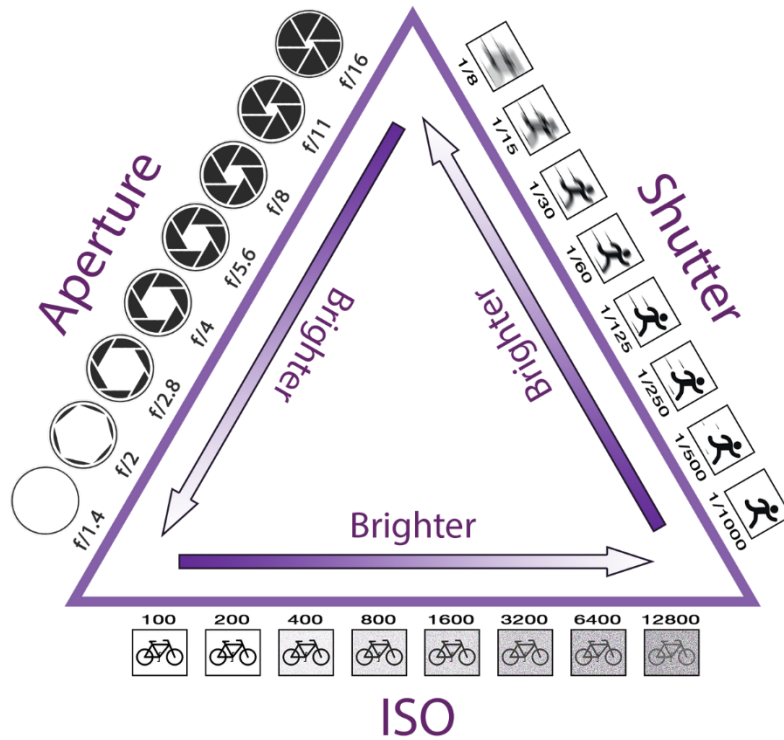 Aperture
f/16
f/11
f/8
f/5.6
f/4
f/2.8
f/2
f/1.4
Shutter
1/8
1/15
1/30
1/60
1/125
1/250
1/500
1/1000
Brighter
Brighter
Brighter
100 200 400 800 1600 3200 6400 12800
ISO